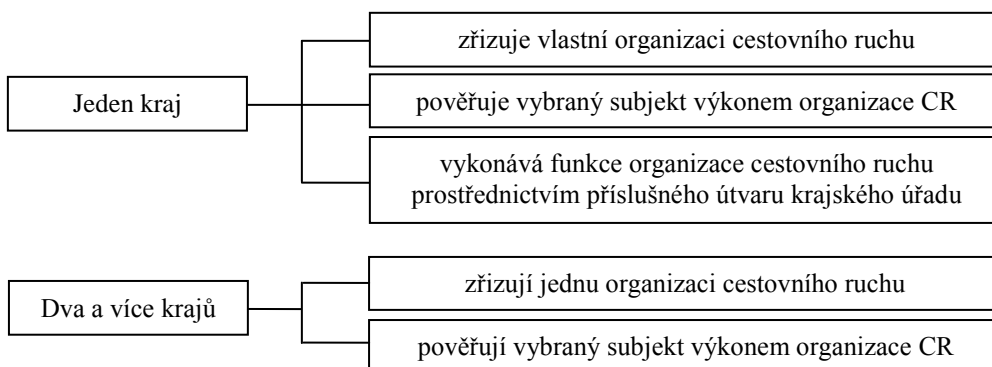 zřizuje vlastní organizaci cestovního ruchu
Jeden kraj
pověřuje vybraný subjekt výkonem organizace CR
vykonává funkce organizace cestovního ruchu
prostřednictvím příslušného útvaru krajského úřadu
zřizují jednu organizaci cestovního ruchu
Dva a více krajů
pověřují vybraný subjekt výkonem organizace CR